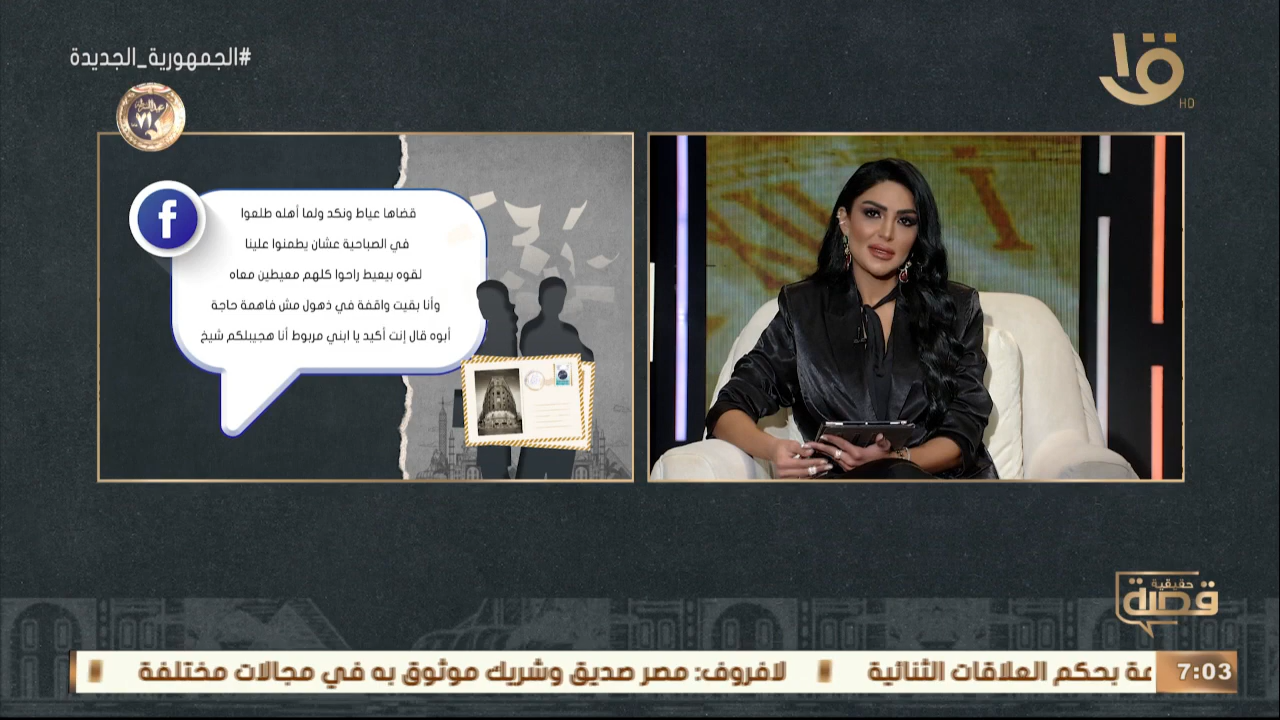 #الجمهورية_الجديدة
HD
قضاها عياط ونكد ولما أهله طلعوا
في الصباحية عشان يطمنوا علينا
لقوه بيعيط راحوا كلهم معيطين معاه
وأنا بقيت واقفة في ذهول مش فاهمة حاجة
أبوه قال إنت أكيد يا ابني مربوط أنا هجيبلكم شيخ
قصة حقيقية
7:03 عة بحكم العلاقات الثنائية لافروف: مصر صديق وشريك موثوق به في مجالات مختلفة